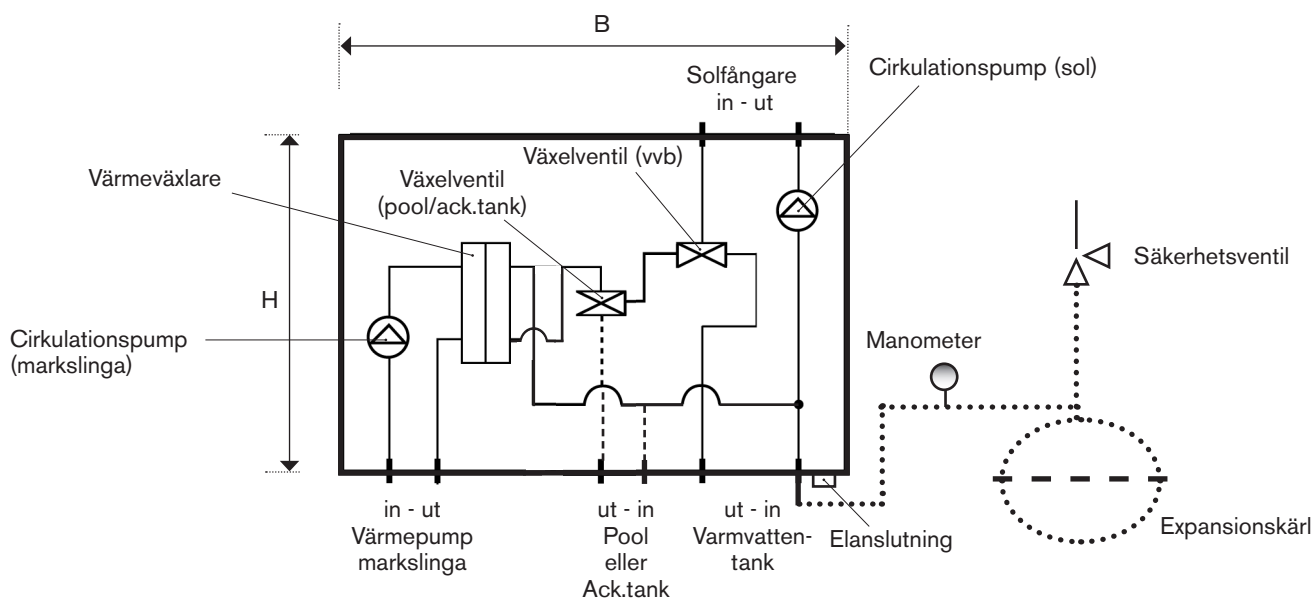 B
Solfångare
in - ut
Cirkulationspump (sol)
Värmeväxlare
Växelventil
(pool/ack.tank)
Växelventil (vvb)
Säkerhetsventil
H
Cirkulationspump
(markslinga)
Manometer
in - ut
Värmepump
markslinga
ut - in
Pool
eller
Ack.tank
ut - in
Varmvatten-
tank
Elanslutning
Expansionskärl